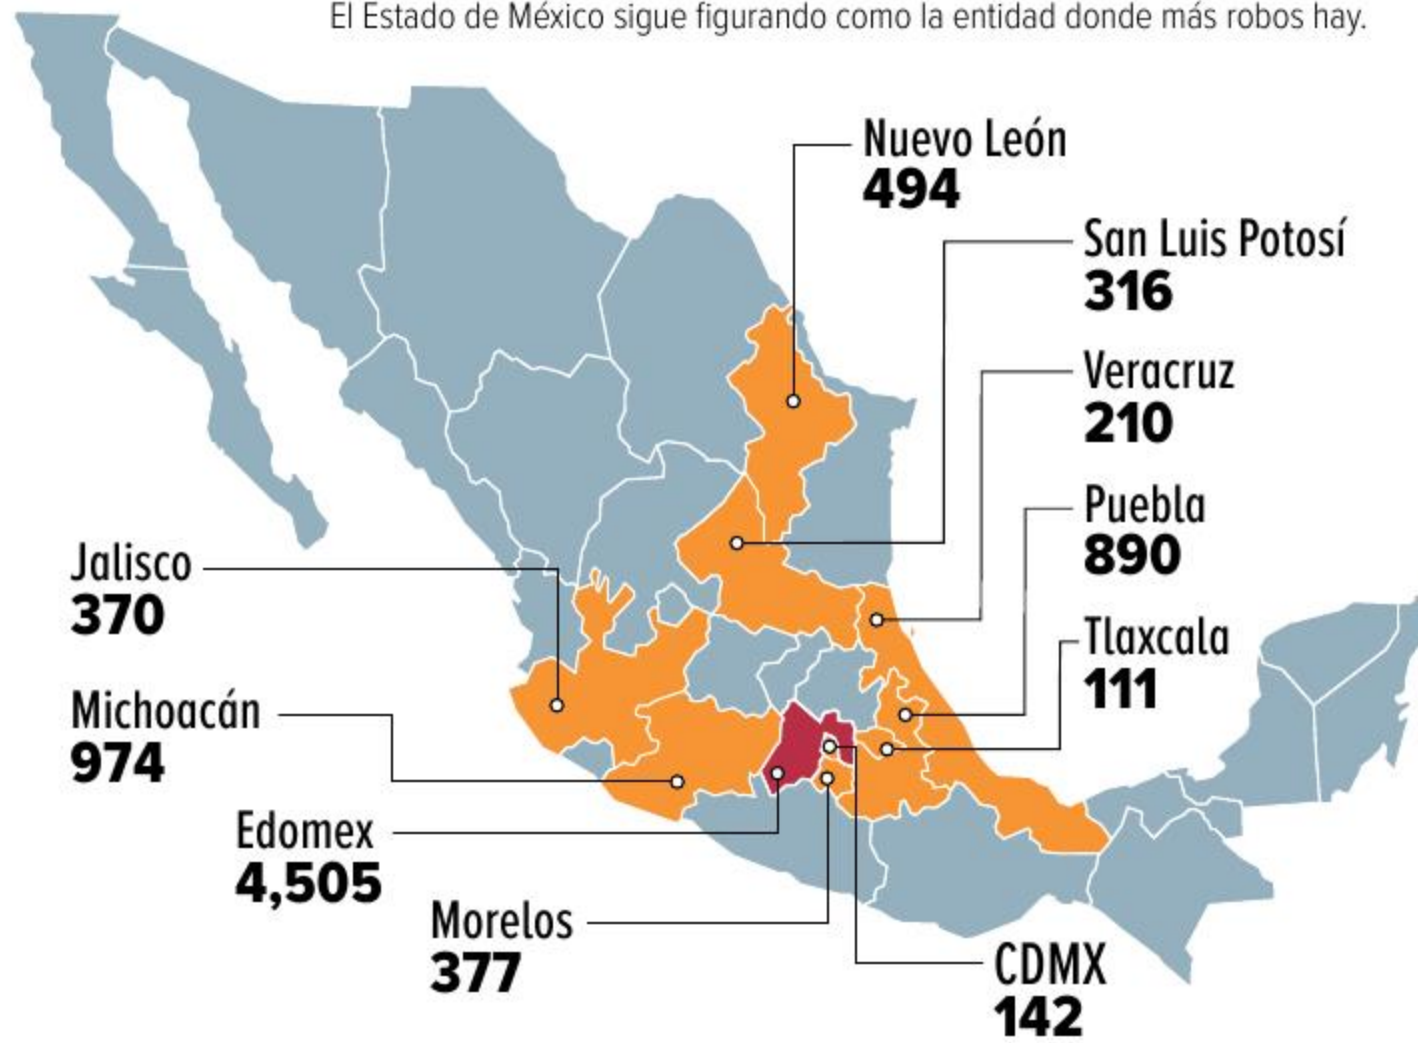 El Estado de México sigue figurando como la entidad donde más robos hay.
Nuevo León
494
San Luis Potosí
316
Veracruz
210
Puebla
890
Tlaxcala
111
Jalisco
370
Michoacán
974
Edomex
4,505
Morelos
377
CDMX
142